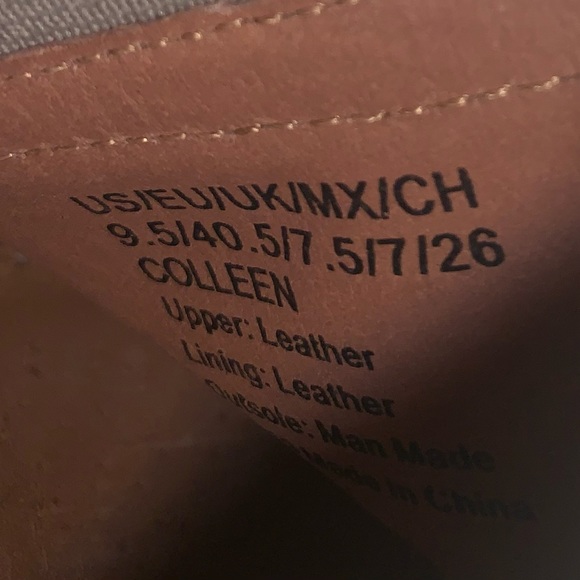 US/EU/UK/MX/CH
9.5/40.5/7.5/7/26
COLLEEN
Upper: Leather
Lining: Leather
Outsole: Man Made
Made in China